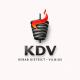 KDV
KEBAB DISTRICT • VILNIUS